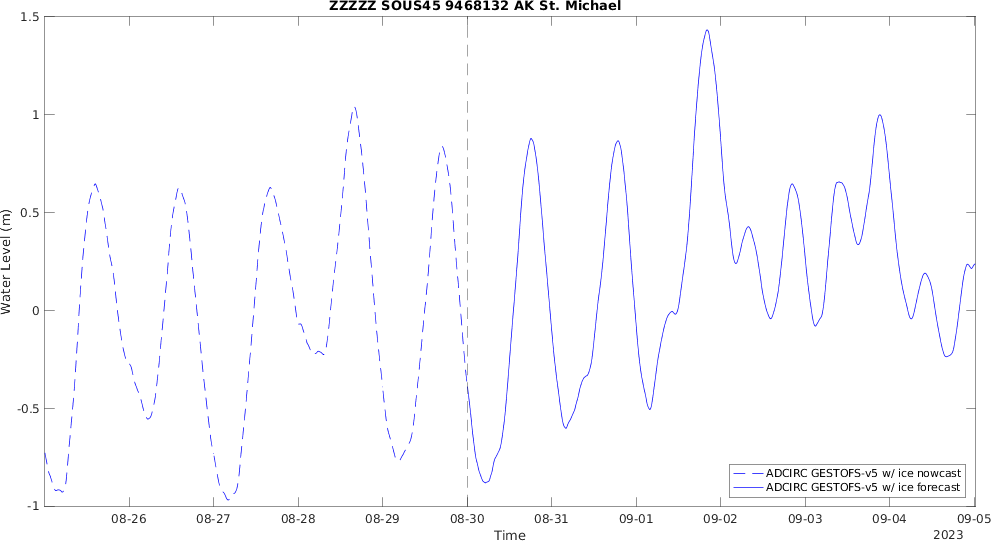 ZZZZZ SOUS45 9468132 AK St. Michael
Water Level (m)
1.5
1
0.5
0
-0.5
-1
08-26 08-27 08-28 08-29 08-30 08-31 09-01 09-02 09-03 09-04 09-05
Time
2023
ADCIRC GESTOFS-v5 w/ ice nowcast
ADCIRC GESTOFS-v5 w/ ice forecast